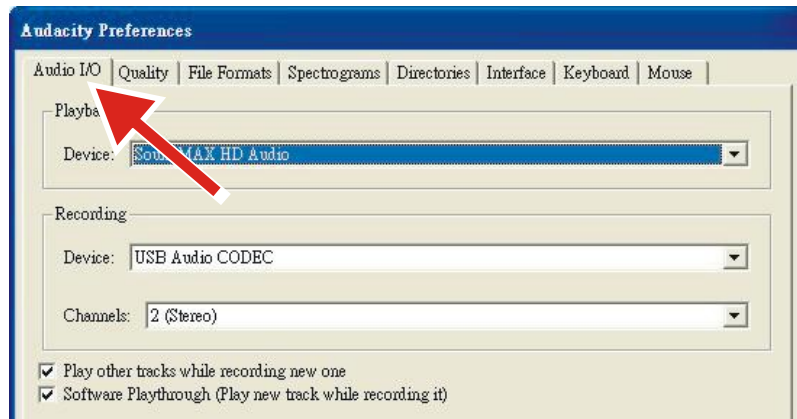 Audacity Preferences
Audio I/O Quality File Formats Spectrograms Directories Interface Keyboard Mouse
Device: HD Audio
Recording
Device: USB Audio CODEC
Channels: 2 (Stereo)
Play other tracks while recording new one
Software Playthrough (Play new track while recording it)